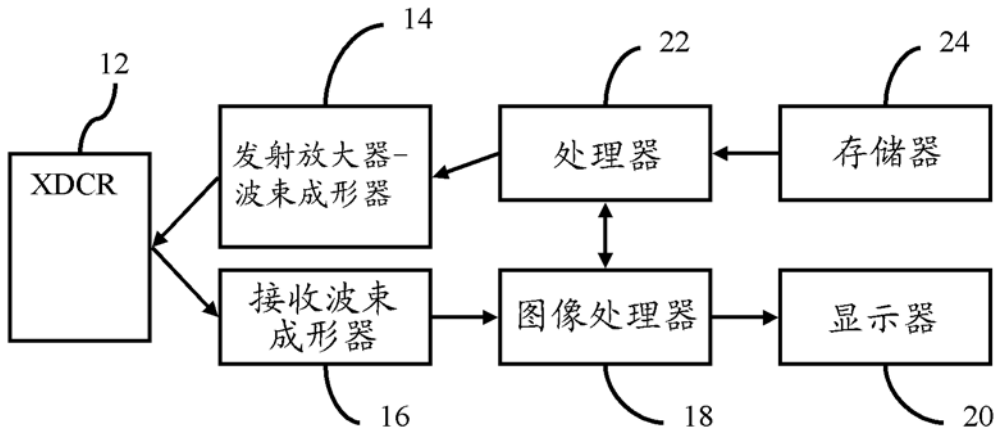 14
22
24
12
发射放大器-
波束成形器
处理器
存储器
XDCR
接收波束
成形器
图像处理器
显示器
16
18
20